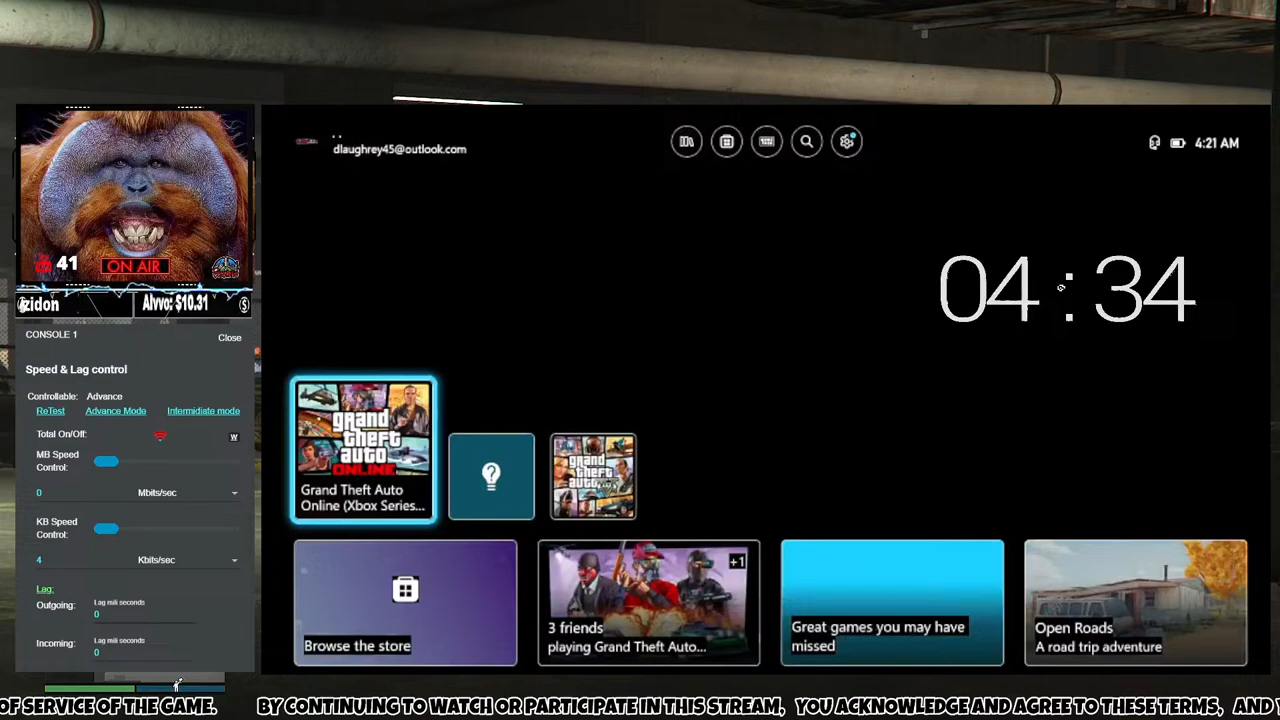 dlaughrey45@outlook.com
4:21 AM
04:34
41
ON AIR
zidon
Alvvo: $10.31
CONSOLE 1
Close
Speed & Lag control
Controllable: Advance
ReTest Advance Mode Intermidiate mode
Total On/Off:
W
MB Speed
Control:
0 Mbits/sec
KB Speed
Control:
4 Kbits/sec
Lag:
Outgoing:
Lag mili seconds
0
Incoming:
Lag mili seconds
0
grand
theft
auto
ONLINE
Grand Theft Auto
Online (Xbox Series...
grand
theft
auto
Browse the store
+1
3 friends
playing Grand Theft Auto...
Great games you may have
missed
Open Roads
A road trip adventure
OF SERVICE OF THE GAME. BY CONTINUING TO WATCH OR PARTICIPATE IN THIS STREAM, YOU ACKNOWLEDGE AND AGREE TO THESE TERMS, AND